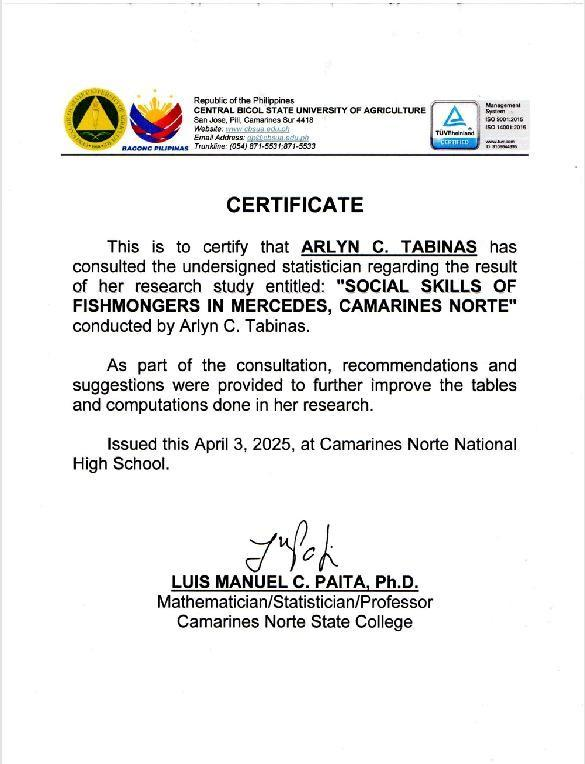 Republic of the Philippines
CENTRAL BICOL STATE UNIVERSITY OF AGRICULTURE
San Jose, Pili, Camarines Sur 4418
Website: www.cbsua.edu.ph
Email Address: op@cbsua.edu.ph
Trunkline: (054) 871-5531;871-5533
BAGONG PILIPINAS
TÜVRheinland
CERTIFIED
Management
System
ISO 9001:2015
ISO 14001:2015
www.tuv.com
CERTIFICATE
This is to certify that ARLYN C. TABINAS has
consulted the undersigned statistician regarding the result
of her research study entitled: "SOCIAL SKILLS OF
FISHMONGERS IN MERCEDES, CAMARINES NORTE"
conducted by Arlyn C. Tabinas.
As part of the consultation, recommendations and
suggestions were provided to further improve the tables
and computations done in her research.
Issued this April 3, 2025, at Camarines Norte National
High School.
LUIS MANUEL C. PAITA, Ph.D.
Mathematician/Statistician/Professor
Camarines Norte State College